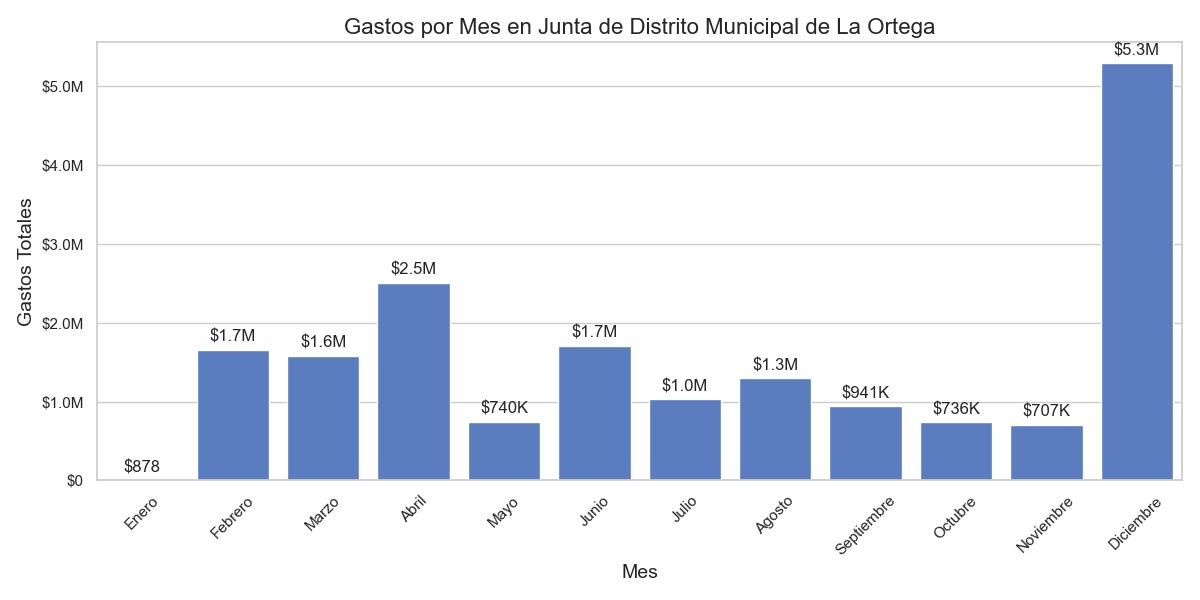 Gastos por Mes en Junta de Distrito Municipal de La Ortega
$5.3M
$5.0M
$4.0M
$3.0M
$2.5M
$2.0M
$1.7M
$1.6M
$1.7M
$1.3M
$1.0M
$1.0M
$941K
$740K
$736K
$707K
$878
$0
Gastos Totales
Enero
Febrero
Marzo
Abril
Mayo
Junio
Julio
Agosto
Septiembre
Octubre
Noviembre
Diciembre
Mes